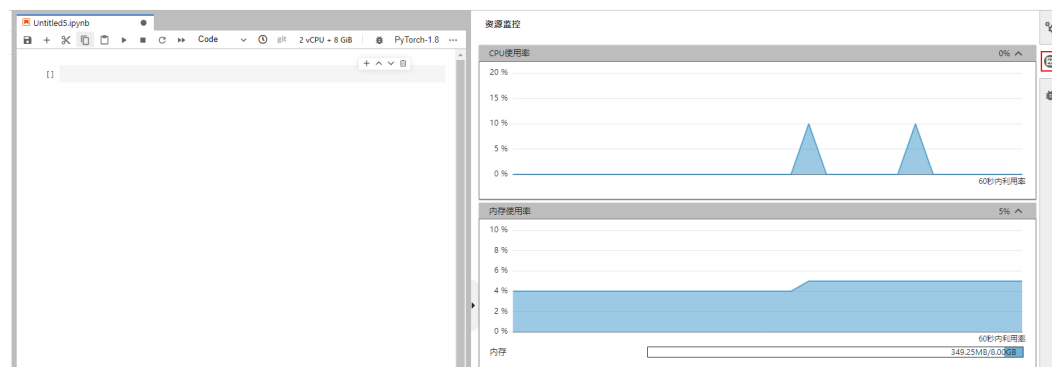 Untitled5.ipynb
Code
git
2 vCPU + 8 GiB
PyTorch-1.8
[ ]
资源监控
CPU使用率
0%
20 %
15 %
10 %
5 %
0 %
60秒内利用率
内存使用率
5%
10 %
8 %
6 %
4 %
2 %
0 %
60秒内利用率
内存
349.25MB/8.00GB